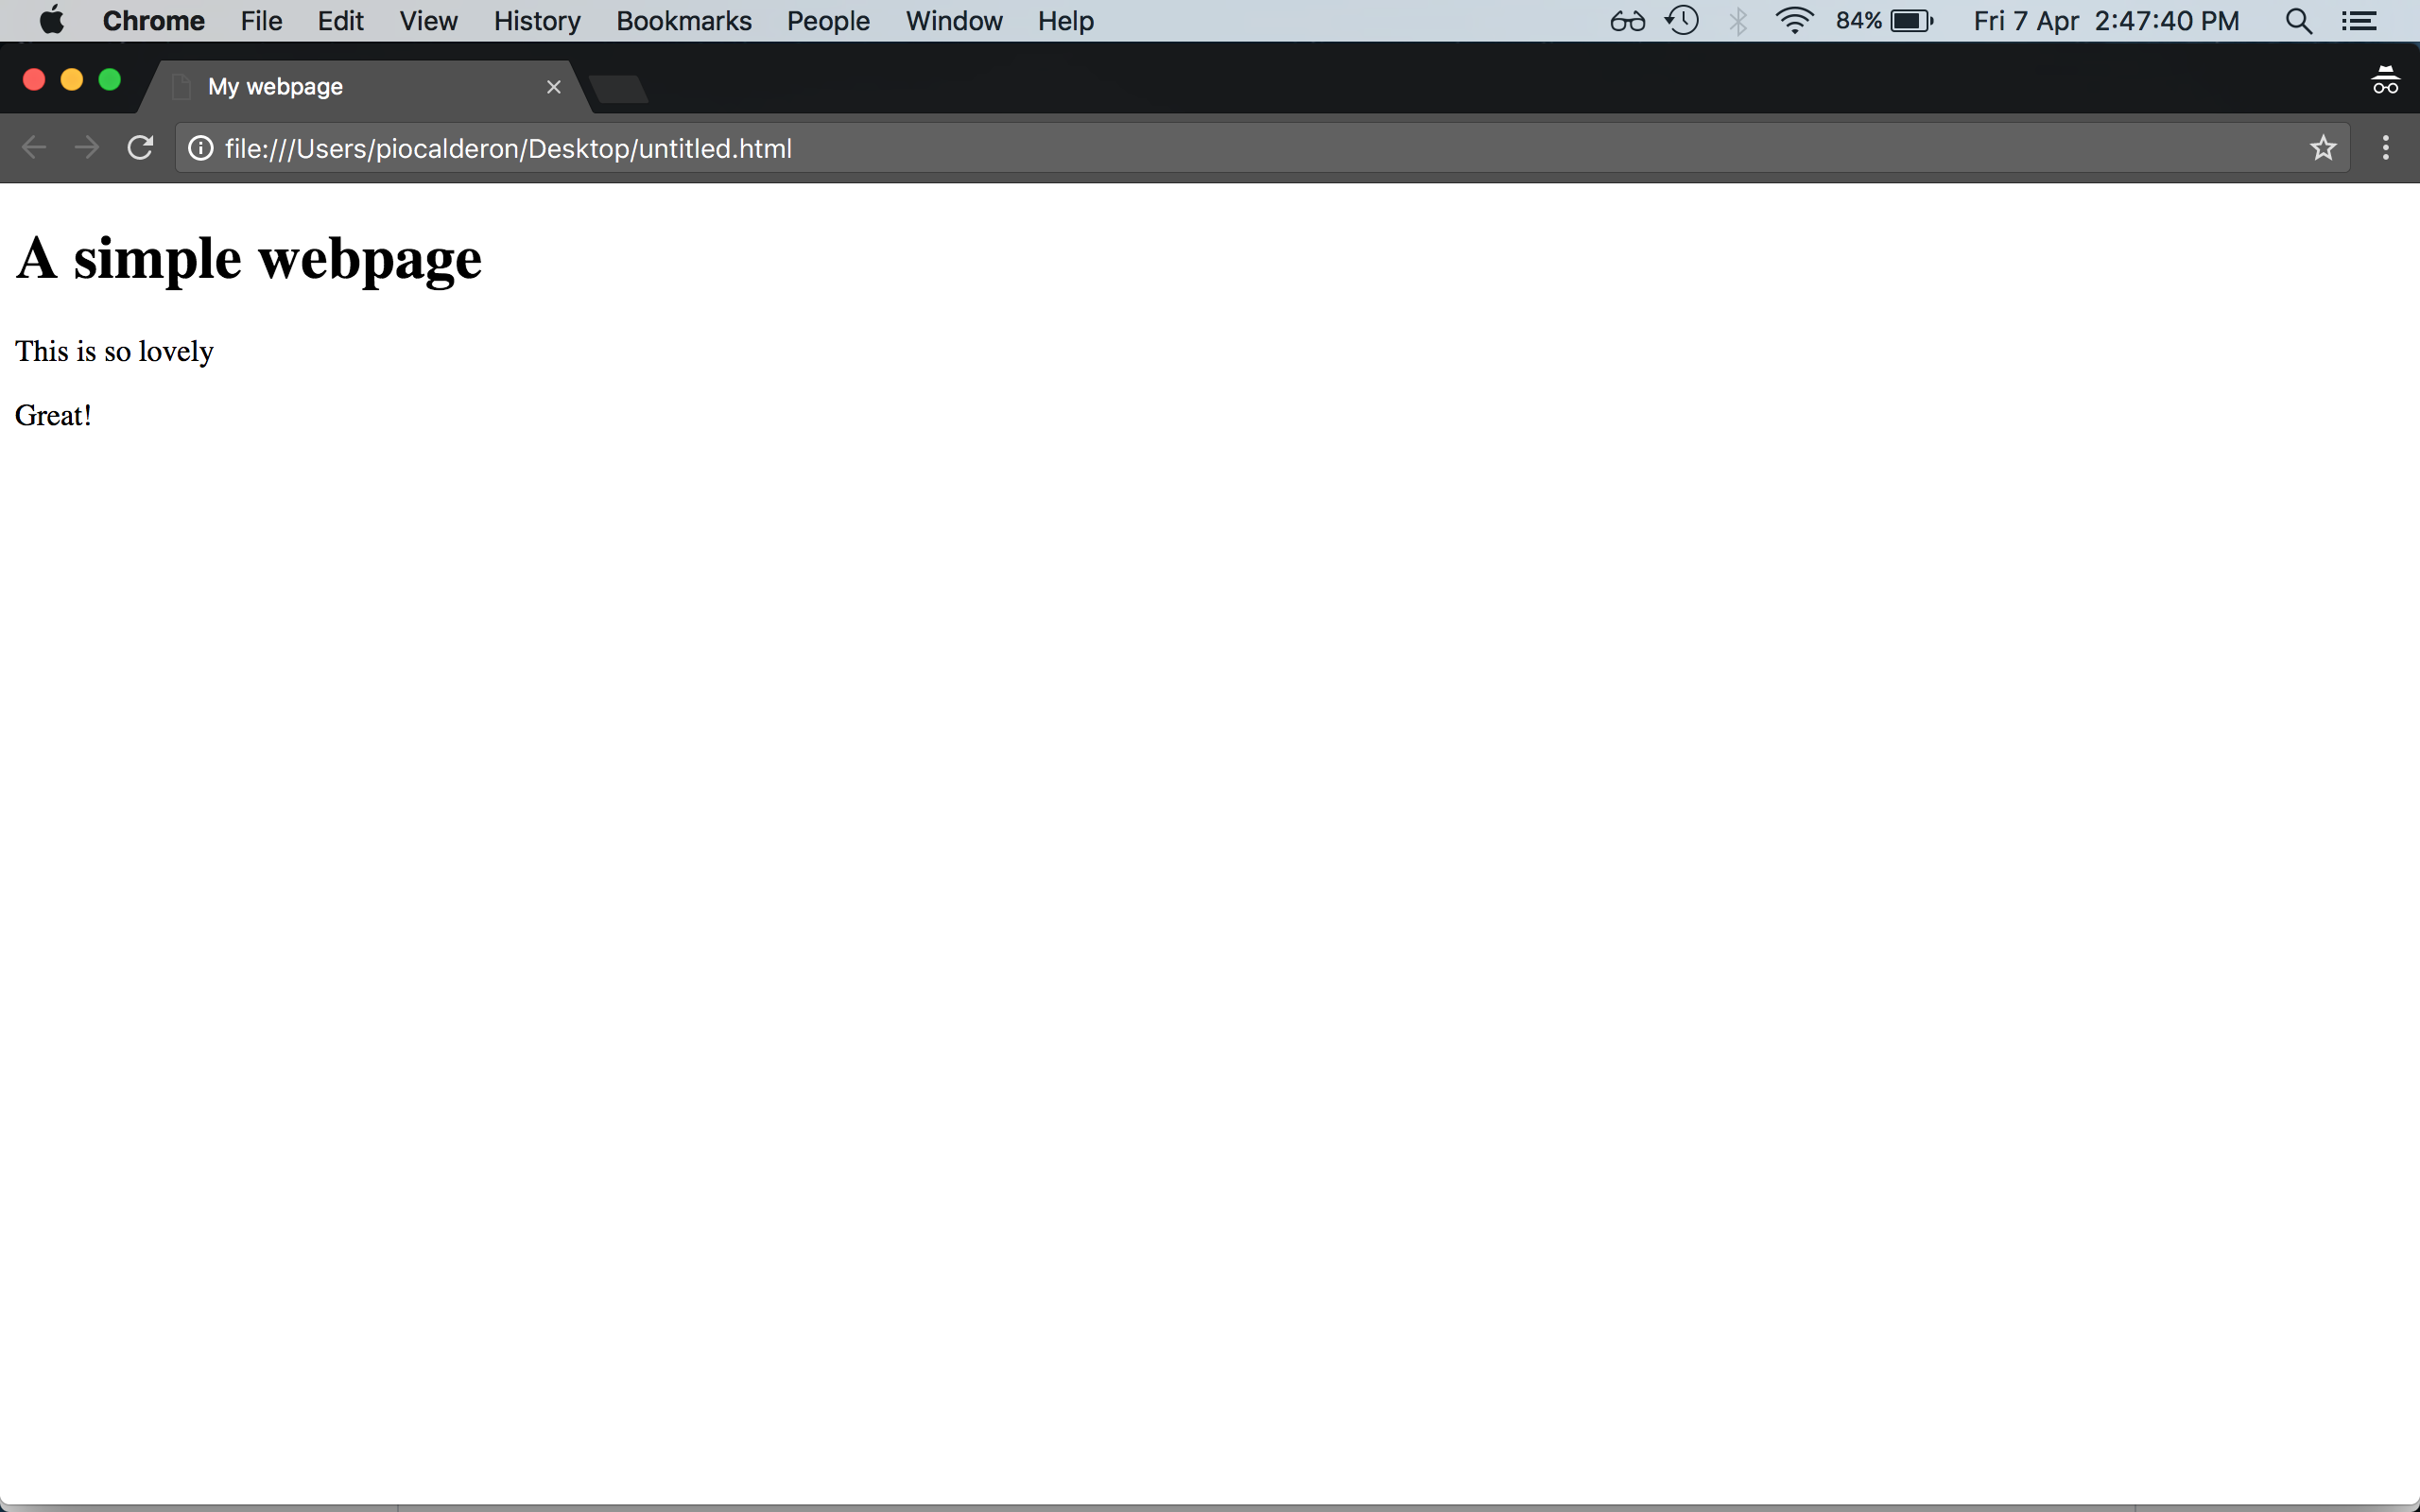 Chrome File Edit View History Bookmarks People Window Help 84% Fri 7 Apr 2:47:40 PM
My webpage
file:///Users/piocalderon/Desktop/untitled.html
A simple webpage
This is so lovely
Great!